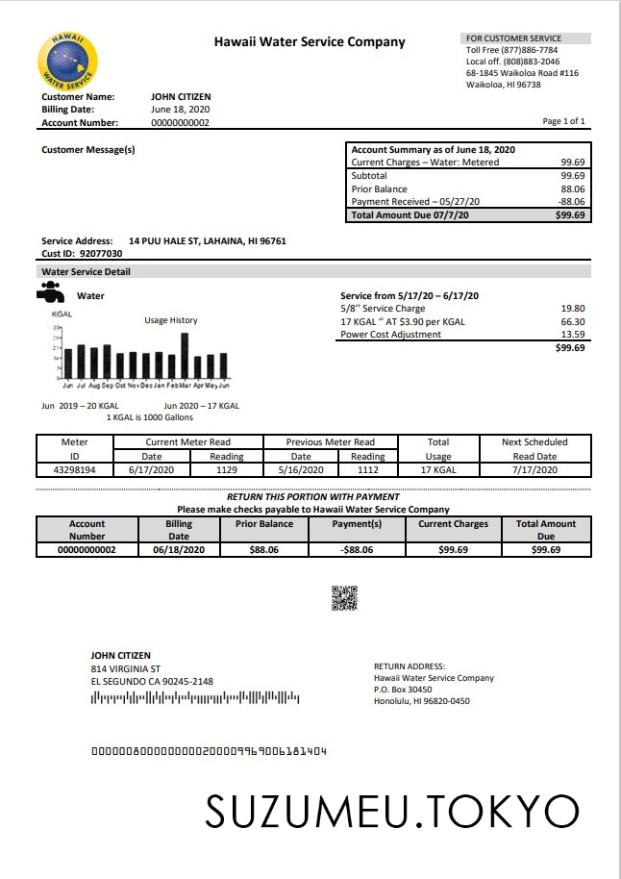 HAWAII
WATER SERVICE
Hawaii Water Service Company
FOR CUSTOMER SERVICE
Toll Free (877)886-7784
Local off. (808)883-2046
68-1845 Waikoloa Road #116
Waikoloa, HI 96738
Customer Name: JOHN CITIZEN
Billing Date: June 18, 2020
Account Number: 00000000002
Page 1 of 1
Customer Message(s)
Account Summary as of June 18, 2020
Current Charges – Water: Metered 99.69
Subtotal 99.69
Prior Balance 88.06
Payment Received – 05/27/20 -88.06
Total Amount Due 07/7/20 $99.69
Service Address: 14 PUU HALE ST, LAHAINA, HI 96761
Cust ID: 92077030
Water Service Detail
Water
KGAL
Usage History
Jun Jul Aug Sep Oct Nov Dec Jan Feb Mar Apr May Jun
Jun 2019 – 20 KGAL Jun 2020 – 17 KGAL
1 KGAL is 1000 Gallons
Service from 5/17/20 – 6/17/20
5/8" Service Charge 19.80
17 KGAL " AT $3.90 per KGAL 66.30
Power Cost Adjustment 13.59
$99.69
Meter Current Meter Read Previous Meter Read Total Next Scheduled
ID Date Reading Date Reading Usage Read Date
43298194 6/17/2020 1129 5/16/2020 1112 17 KGAL 7/17/2020
RETURN THIS PORTION WITH PAYMENT
Please make checks payable to Hawaii Water Service Company
Account Billing Prior Balance Payment(s) Current Charges Total Amount
Number Date Due
00000000002 06/18/2020 $88.06 -$88.06 $99.69 $99.69
JOHN CITIZEN
814 VIRGINIA ST
EL SEGUNDO CA 90245-2148
RETURN ADDRESS:
Hawaii Water Service Company
P.O. Box 30450
Honolulu, HI 96820-0450
SUZUMEU.TOKYO